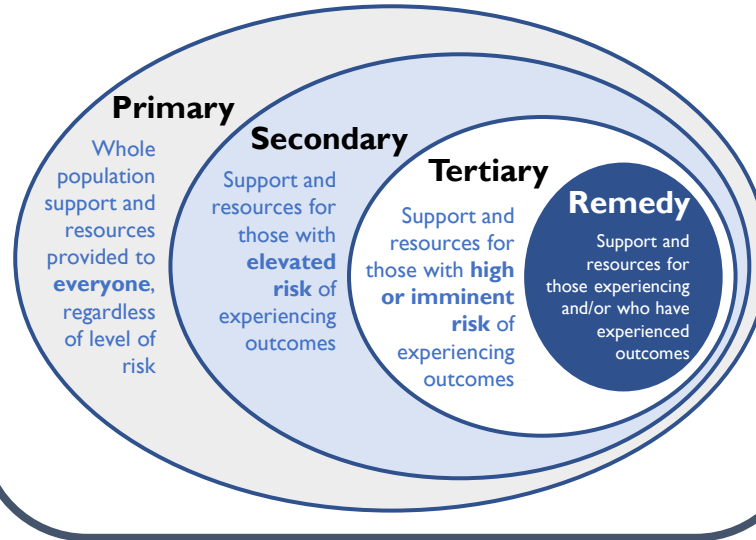 Primary
Whole
population
support and
resources
provided to
everyone,
regardless
of level of
risk
Secondary
Support and
resources for
those with
elevated
risk of
experiencing
outcomes
Tertiary
Support and
resources for
those with high
or imminent
risk of
experiencing
outcomes
Remedy
Support and
resources for
those experiencing
and/or who have
experienced
outcomes